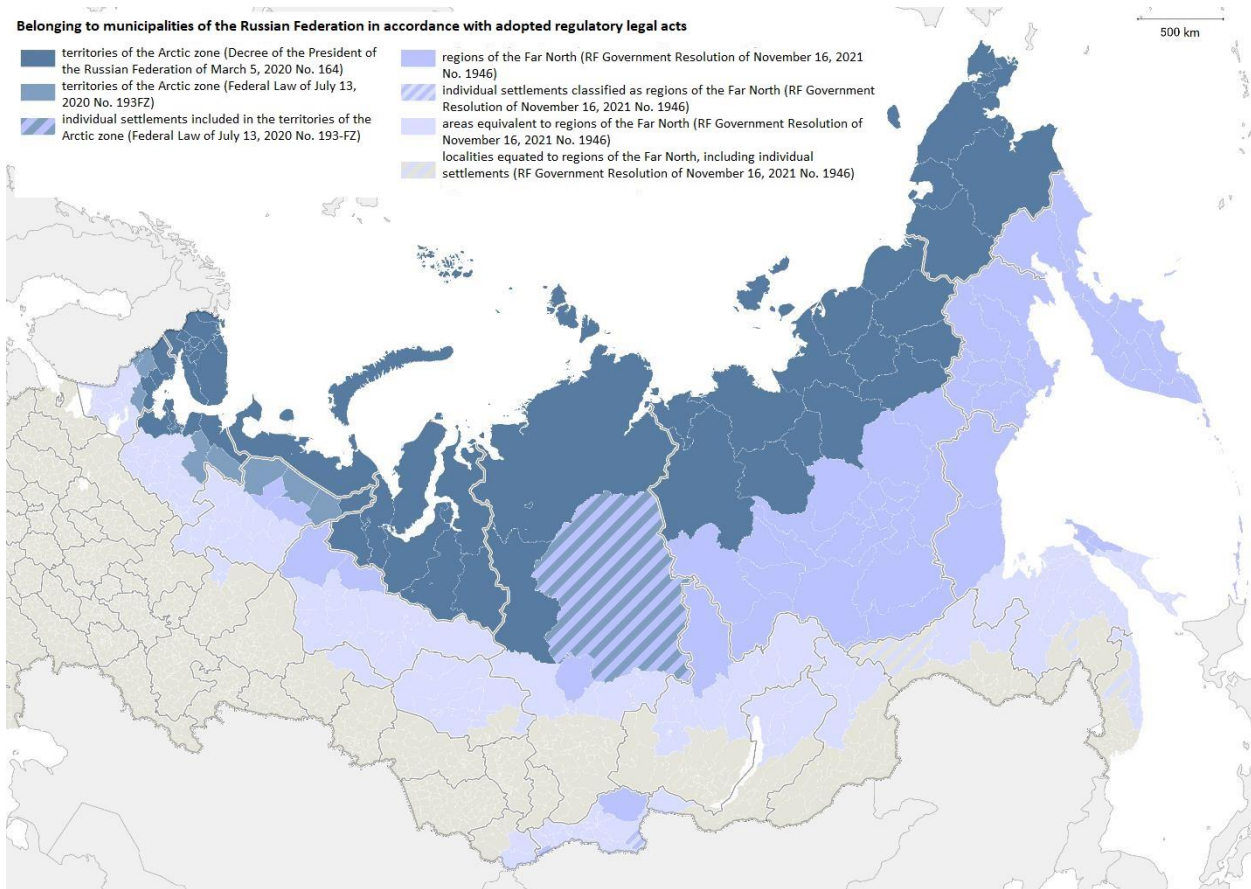 Belonging to municipalities of the Russian Federation in accordance with adopted regulatory legal acts
territories of the Arctic zone (Decree of the President of
the Russian Federation of March 5, 2020 No. 164)
territories of the Arctic zone (Federal Law of July 13,
2020 No. 193FZ)
individual settlements included in the territories of the
Arctic zone (Federal Law of July 13, 2020 No. 193-FZ)
regions of the Far North (RF Government Resolution of November 16, 2021
No. 1946)
individual settlements classified as regions of the Far North (RF Government
Resolution of November 16, 2021 No. 1946)
areas equivalent to regions of the Far North (RF Government Resolution of
November 16, 2021 No. 1946)
localities equated to regions of the Far North, including individual
settlements (RF Government Resolution of November 16, 2021 No. 1946)
500 km